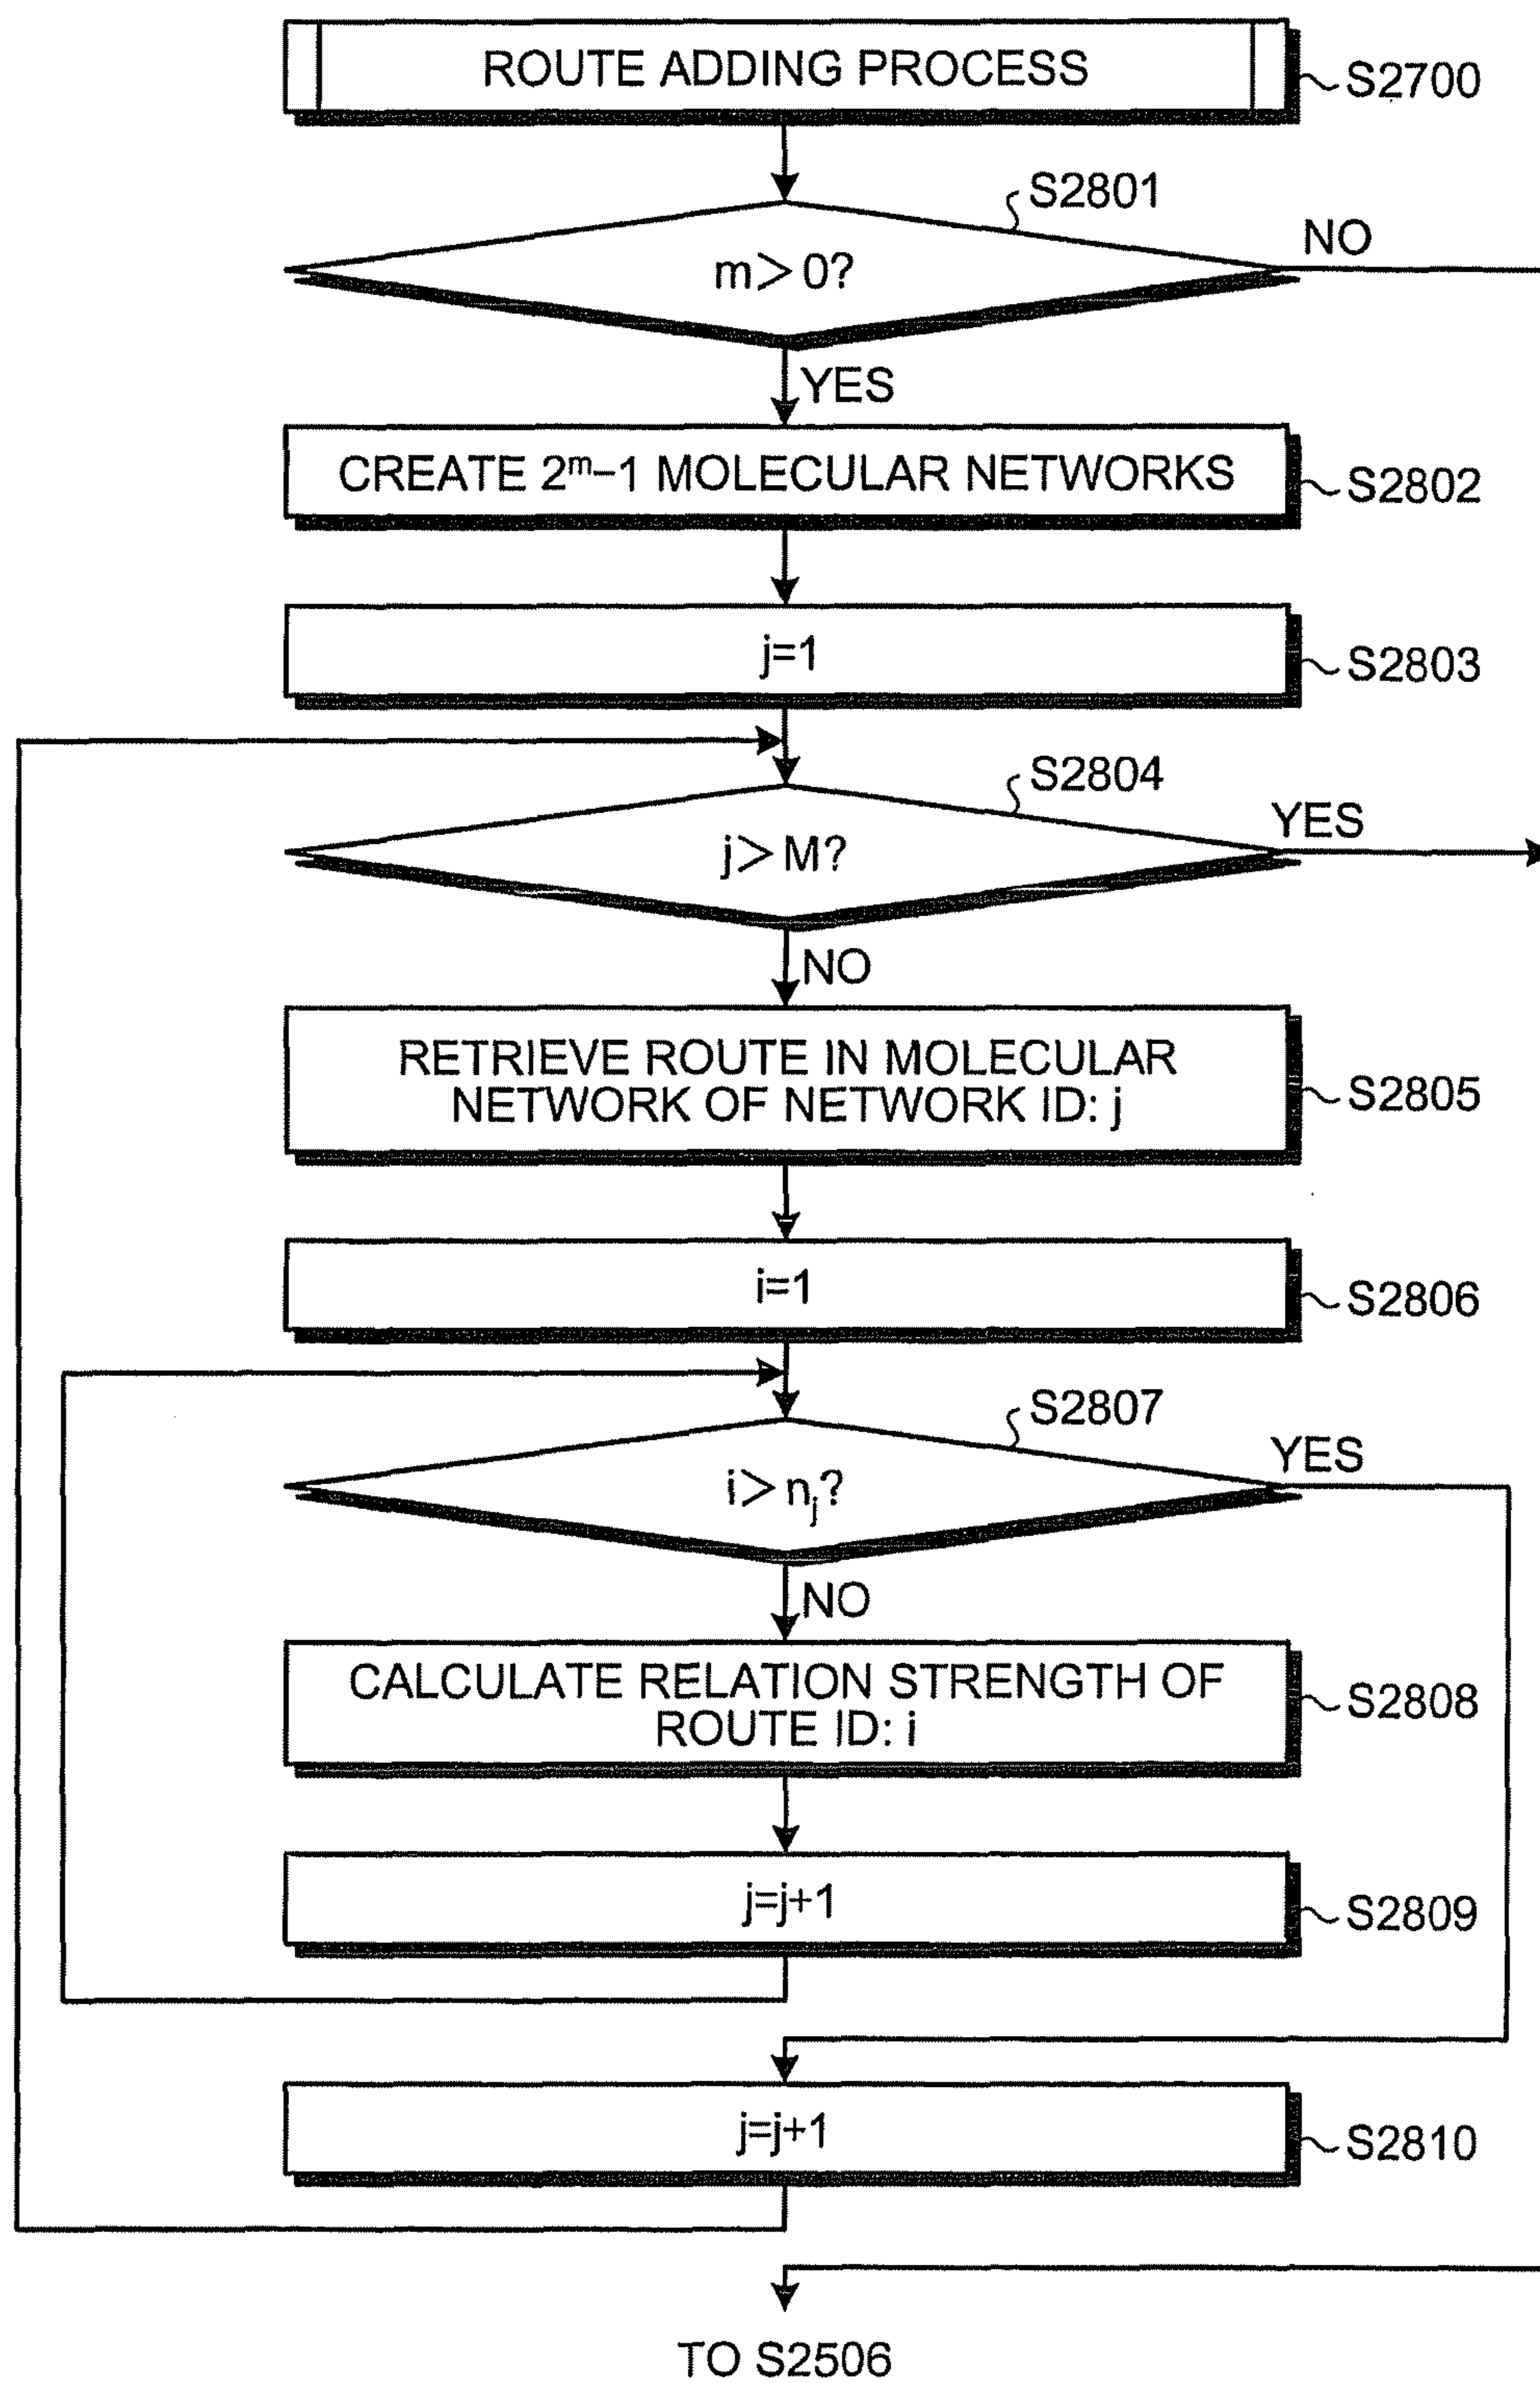 ROUTE ADDING PROCESS
S2700
S2801
m>0?
NO
YES
CREATE 2ᵐ–1 MOLECULAR NETWORKS
S2802
j=1
S2803
S2804
j>M?
YES
NO
RETRIEVE ROUTE IN MOLECULAR
NETWORK OF NETWORK ID: j
S2805
i=1
S2806
S2807
i>nⱼ?
YES
NO
CALCULATE RELATION STRENGTH OF
ROUTE ID: i
S2808
j=j+1
S2809
j=j+1
S2810
TO S2506